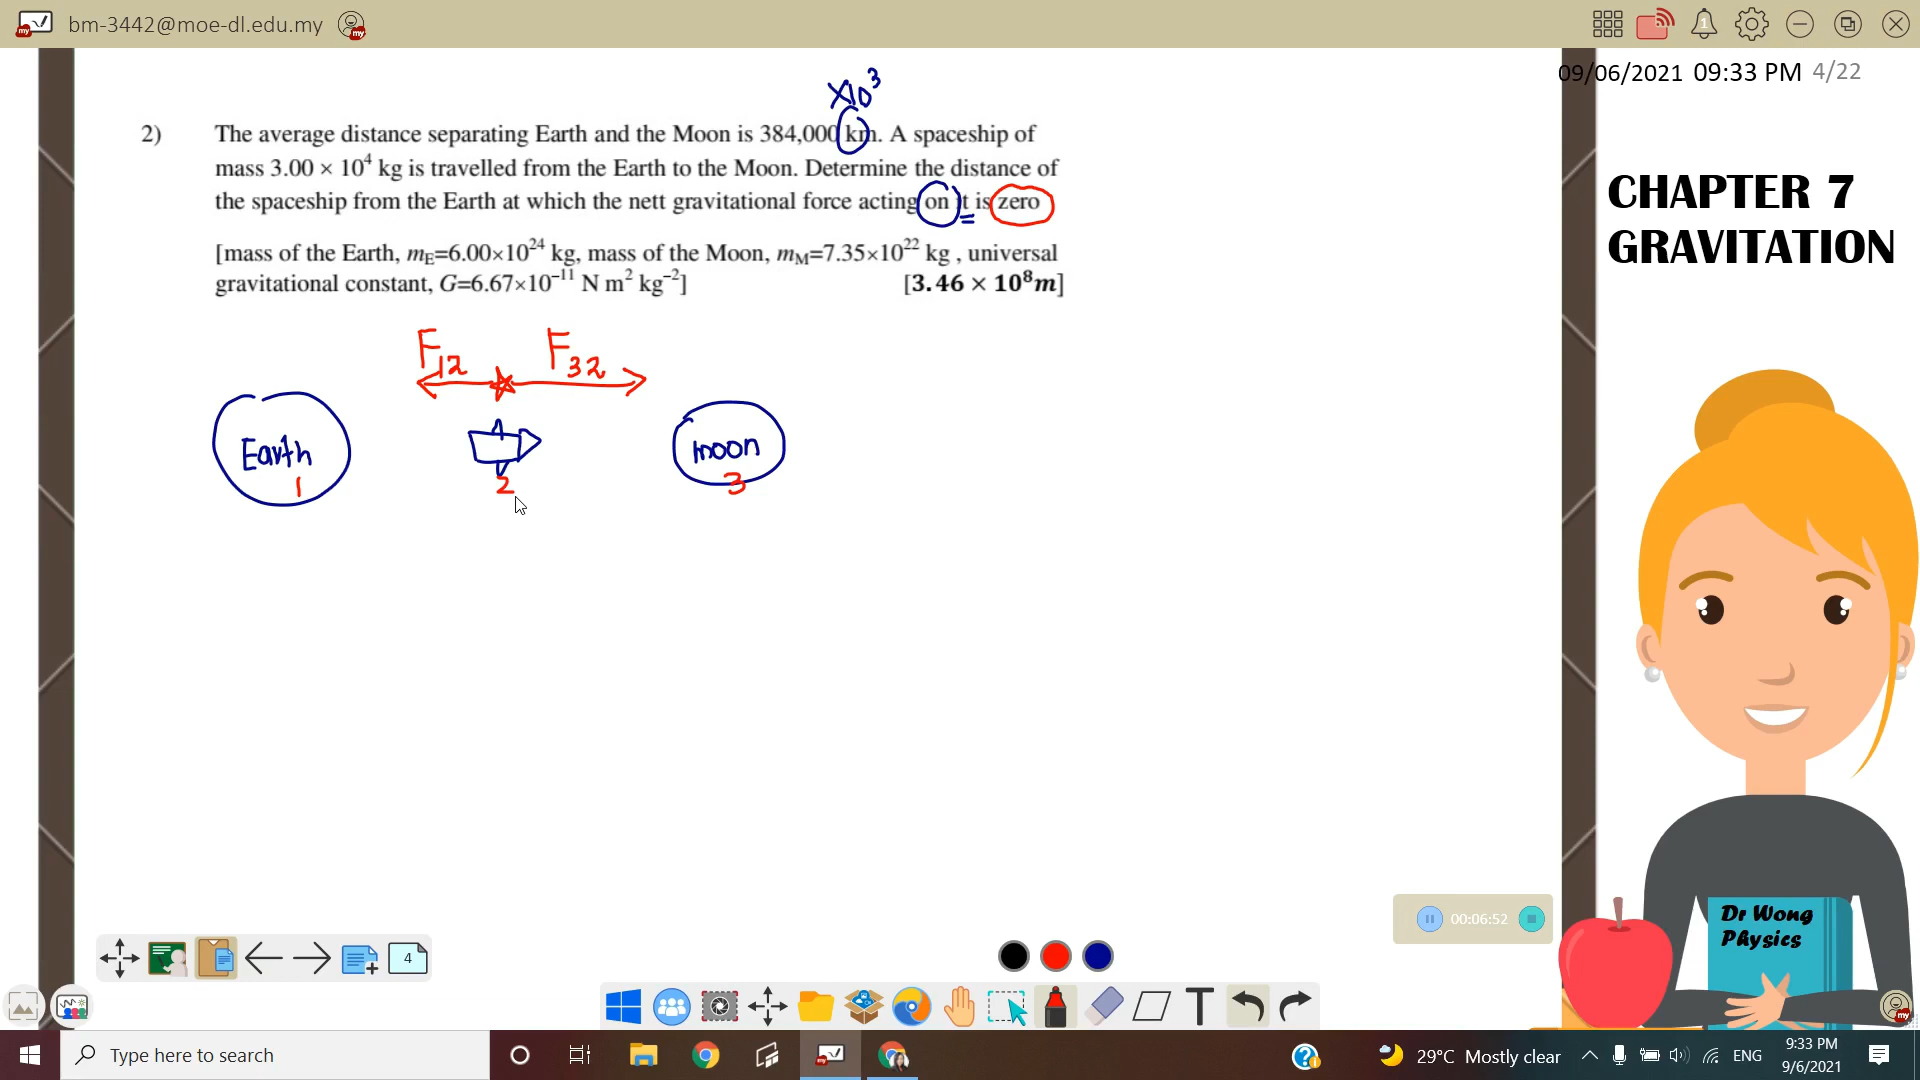 bm-3442@moe-dl.edu.my
09/06/2021 09:33 PM 4/22
×10³
2) The average distance separating Earth and the Moon is 384,000 km. A spaceship of
mass 3.00 × 10⁴ kg is travelled from the Earth to the Moon. Determine the distance of
the spaceship from the Earth at which the nett gravitational force acting on it is zero
[mass of the Earth, mE=6.00×10²⁴ kg, mass of the Moon, mM=7.35×10²² kg , universal
gravitational constant, G=6.67×10⁻¹¹ N m² kg⁻²] [3.46 × 10⁸m]
CHAPTER 7
GRAVITATION
F12 F32
Earth moon
1 2 3
00:06:52
Dr Wong
Physics
4
T
Type here to search
29°C Mostly clear
ENG
9:33 PM
9/6/2021